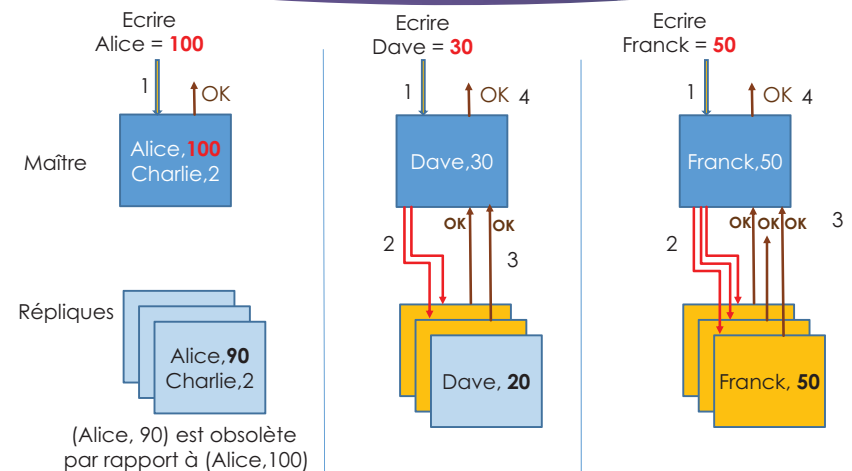 Ecrire
Alice = 100
1
OK
Maître
Alice,100
Charlie,2
Répliques
Alice,90
Charlie,2
(Alice, 90) est obsolète
par rapport à (Alice,100)
Ecrire
Dave = 30
1
OK 4
Dave,30
2
OK OK
3
Dave, 20
Ecrire
Franck = 50
1
OK 4
Franck,50
2
OK OK OK
3
Franck, 50